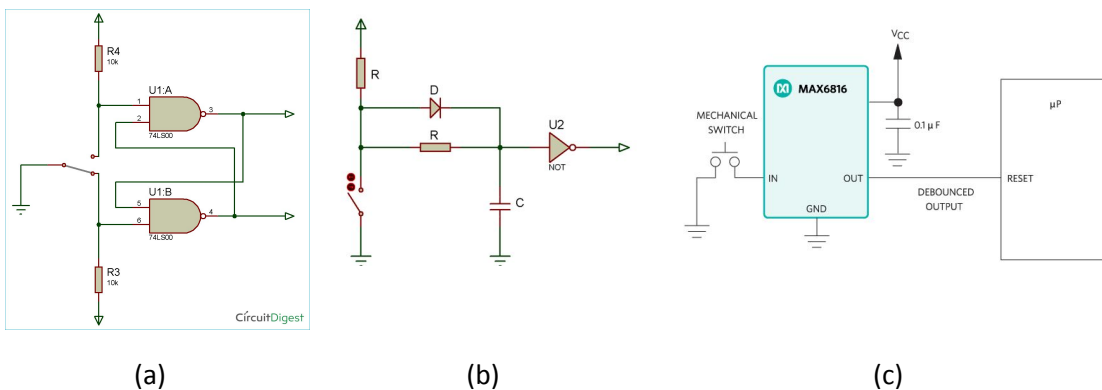 R4
10k
U1:A
1
2
3
74LS00
U1:B
5
6
4
74LS00
R3
10k
CircuitDigest
(a)
R
D
R
U2
NOT
C
(b)
VCC
MAX6816
µP
0.1 µF
MECHANICAL
SWITCH
IN
OUT
RESET
DEBOUNCED
OUTPUT
GND
(c)